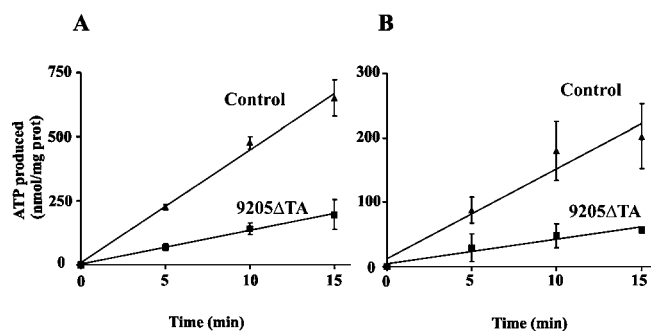 A
B
ATP produced
(nmol/mg prot)
750
500
250
0
Control
9205ΔTA
0
5
10
15
Time (min)
300
200
100
0
Control
9205ΔTA
0
5
10
15
Time (min)